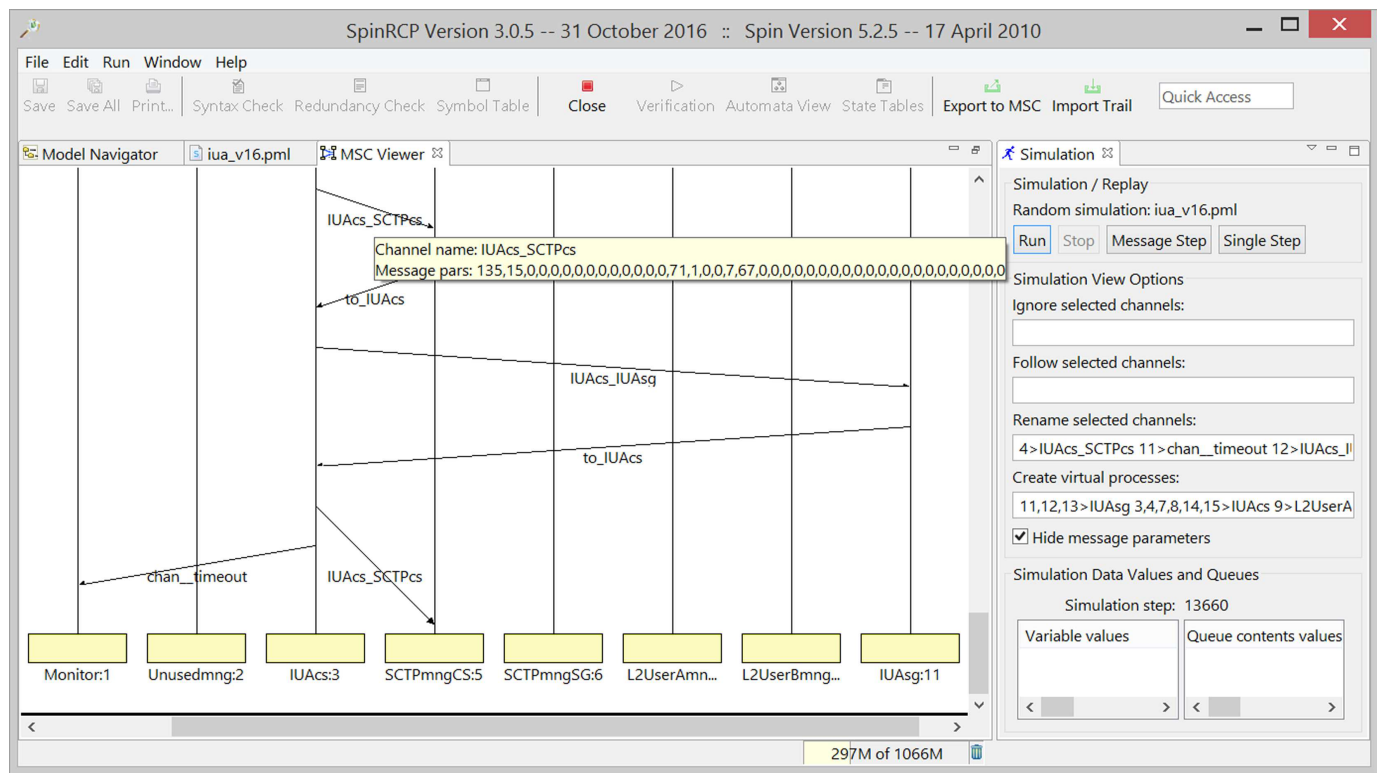 SpinRCP Version 3.0.5 -- 31 October 2016 :: Spin Version 5.2.5 -- 17 April 2010
File Edit Run Window Help
Save Save All Print... Syntax Check Redundancy Check Symbol Table Close Verification Automata View State Tables Export to MSC Import Trail Quick Access
Model Navigator iua_v16.pml MSC Viewer
IUAcs_SCTPcs
Channel name: IUAcs_SCTPcs
Message pars: 135,15,0,0,0,0,0,0,0,0,0,0,0,0,71,1,0,0,7,67,0,0,0,0,0,0,0,0,0,0,0,0,0,0,0,0,0,0,0,0,0
to_IUAcs
IUAcs_IUAsg
to_IUAcs
chan__timeout IUAcs_SCTPcs
Monitor:1 Unusedmng:2 IUAcs:3 SCTPmngCS:5 SCTPmngSG:6 L2UserAmn... L2UserBmng... IUAsg:11
297M of 1066M
Simulation
Simulation / Replay
Random simulation: iua_v16.pml
Run Stop Message Step Single Step
Simulation View Options
Ignore selected channels:
Follow selected channels:
Rename selected channels:
4>IUAcs_SCTPcs 11>chan__timeout 12>IUAcs_I
Create virtual processes:
11,12,13>IUAsg 3,4,7,8,14,15>IUAcs 9>L2UserA
Hide message parameters
Simulation Data Values and Queues
Simulation step: 13660
Variable values Queue contents values